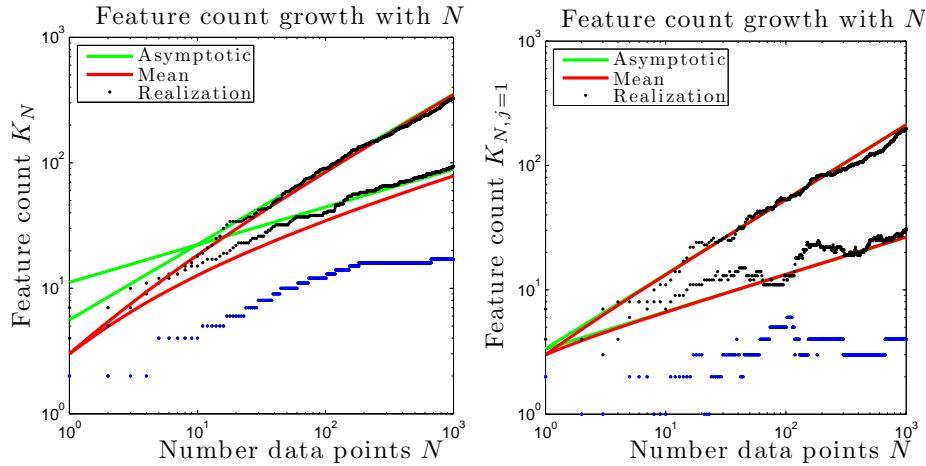 Feature count growth with N
Feature count K_N
10^3
10^2
10^1
10^0
Asymptotic
Mean
Realization
10^0
10^1
10^2
10^3
Number data points N
Feature count growth with N
Feature count K_{N,j=1}
10^3
10^2
10^1
10^0
Asymptotic
Mean
Realization
10^0
10^1
10^2
10^3
Number data points N